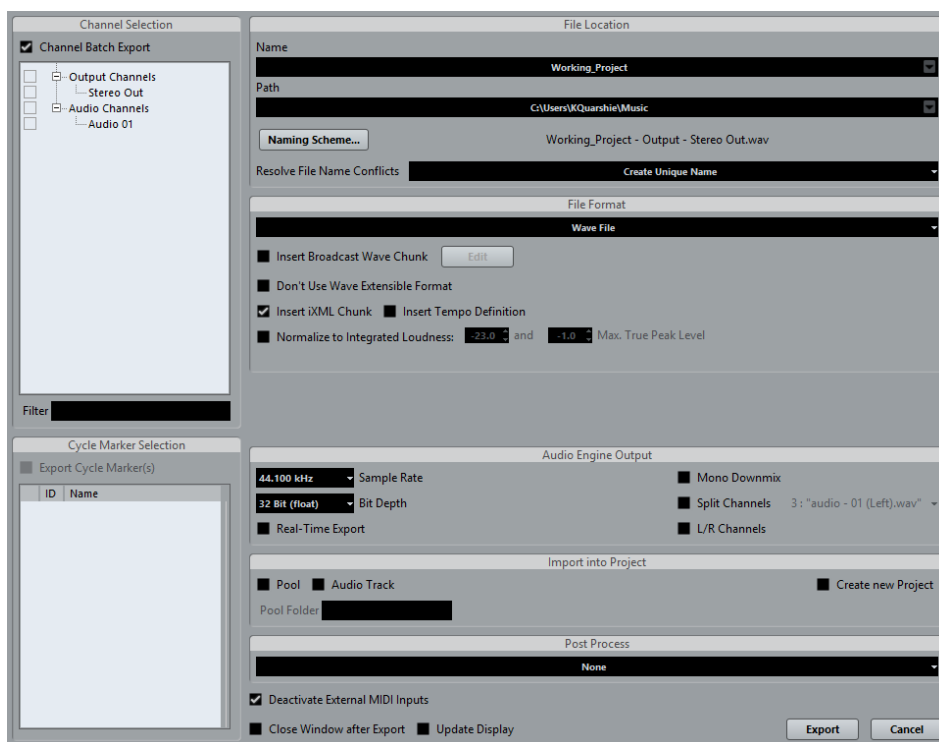 Channel Selection
Channel Batch Export
Output Channels
Stereo Out
Audio Channels
Audio 01
Filter
Cycle Marker Selection
Export Cycle Marker(s)
ID Name
File Location
Name
Working_Project
Path
C:\Users\KQuarshie\Music
Naming Scheme... Working_Project - Output - Stereo Out.wav
Resolve File Name Conflicts Create Unique Name
File Format
Wave File
Insert Broadcast Wave Chunk Edit
Don't Use Wave Extensible Format
Insert iXML Chunk Insert Tempo Definition
Normalize to Integrated Loudness: -23.0 and -1.0 Max. True Peak Level
Audio Engine Output
44.100 kHz Sample Rate Mono Downmix
32 Bit (float) Bit Depth Split Channels 3 : "audio - 01 (Left).wav"
Real-Time Export L/R Channels
Import into Project
Pool Audio Track Create new Project
Pool Folder
Post Process
None
Deactivate External MIDI Inputs
Close Window after Export Update Display Export Cancel